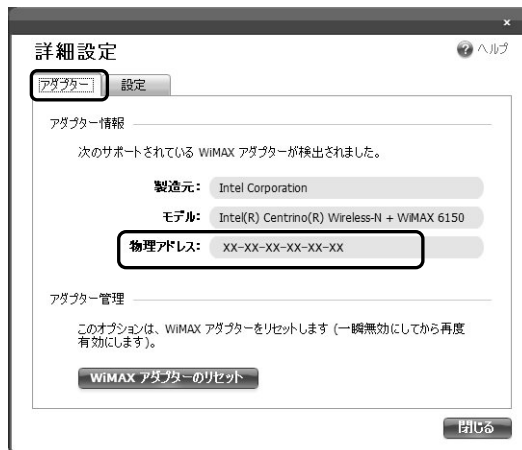 ×
詳細設定
ヘルプ
アダプター 設定
アダプター情報
次のサポートされている WiMAX アダプターが検出されました。
製造元: Intel Corporation
モデル: Intel(R) Centrino(R) Wireless-N + WiMAX 6150
物理アドレス: XX-XX-XX-XX-XX-XX
アダプター管理
このオプションは、WiMAX アダプターをリセットします (一瞬無効にしてから再度
有効にします)。
WiMAX アダプターのリセット
閉じる